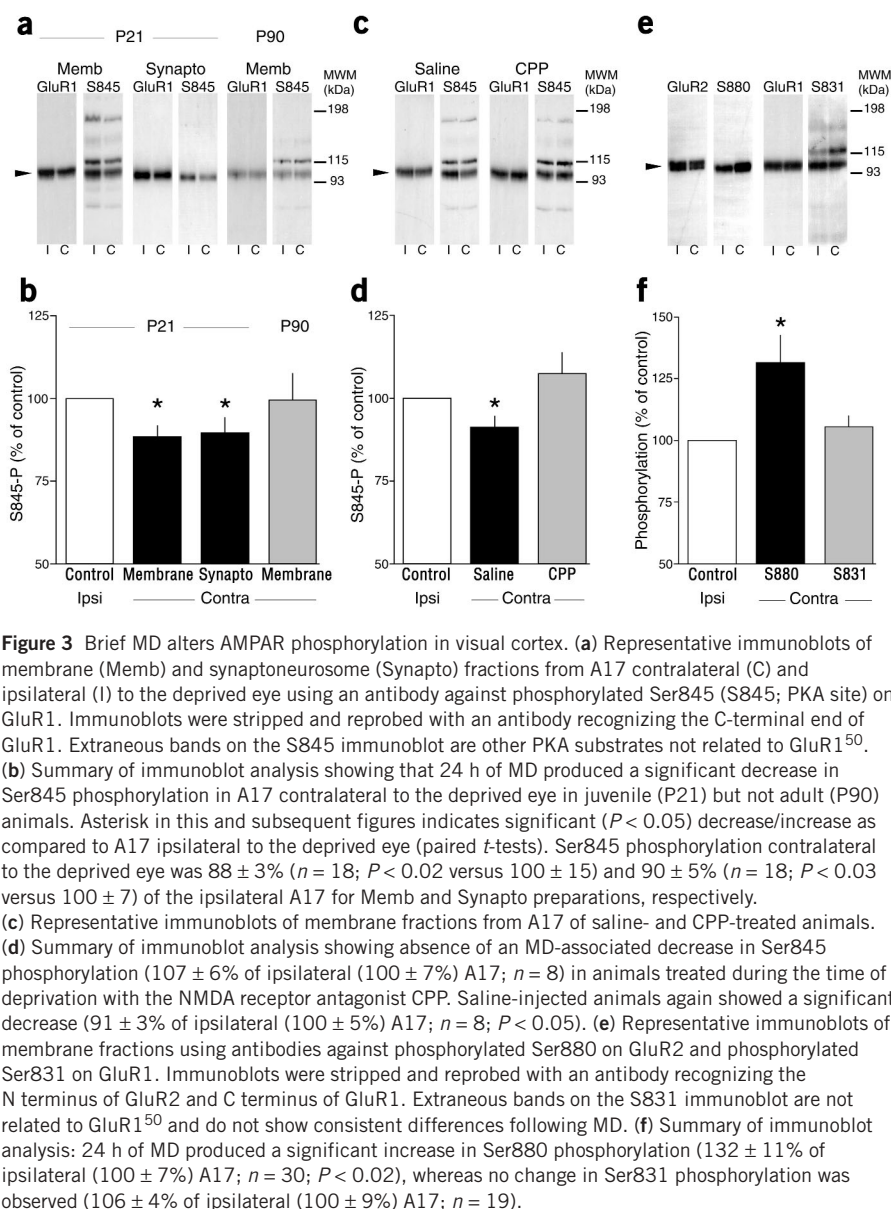 a
P21
P90
Memb Synapto Memb MWM
GluR1 S845 GluR1 S845 GluR1 S845 (kDa)
198
115
93
I C I C I C I C I C I C
c
Saline CPP MWM
GluR1 S845 GluR1 S845 (kDa)
198
115
93
I C I C I C I C
e
MWM
GluR2 S880 GluR1 S831 (kDa)
198
115
93
I C I C I C I C
b
P21 P90
S845-P (% of control)
125
100
75
50
* *
Control Membrane Synapto Membrane
Ipsi Contra
d
S845-P (% of control)
125
100
75
50
*
Control Saline CPP
Ipsi Contra
f
Phosphorylation (% of control)
150
125
100
75
50
*
Control S880 S831
Ipsi Contra
Figure 3 Brief MD alters AMPAR phosphorylation in visual cortex. (a) Representative immunoblots of
membrane (Memb) and synaptoneurosome (Synapto) fractions from A17 contralateral (C) and
ipsilateral (I) to the deprived eye using an antibody against phosphorylated Ser845 (S845; PKA site) on
GluR1. Immunoblots were stripped and reprobed with an antibody recognizing the C-terminal end of
GluR1. Extraneous bands on the S845 immunoblot are other PKA substrates not related to GluR1⁵⁰.
(b) Summary of immunoblot analysis showing that 24 h of MD produced a significant decrease in
Ser845 phosphorylation in A17 contralateral to the deprived eye in juvenile (P21) but not adult (P90)
animals. Asterisk in this and subsequent figures indicates significant (P < 0.05) decrease/increase as
compared to A17 ipsilateral to the deprived eye (paired t-tests). Ser845 phosphorylation contralateral
to the deprived eye was 88 ± 3% (n = 18; P < 0.02 versus 100 ± 15) and 90 ± 5% (n = 18; P < 0.03
versus 100 ± 7) of the ipsilateral A17 for Memb and Synapto preparations, respectively.
(c) Representative immunoblots of membrane fractions from A17 of saline- and CPP-treated animals.
(d) Summary of immunoblot analysis showing absence of an MD-associated decrease in Ser845
phosphorylation (107 ± 6% of ipsilateral (100 ± 7%) A17; n = 8) in animals treated during the time of
deprivation with the NMDA receptor antagonist CPP. Saline-injected animals again showed a significant
decrease (91 ± 3% of ipsilateral (100 ± 5%) A17; n = 8; P < 0.05). (e) Representative immunoblots of
membrane fractions using antibodies against phosphorylated Ser880 on GluR2 and phosphorylated
Ser831 on GluR1. Immunoblots were stripped and reprobed with an antibody recognizing the
N terminus of GluR2 and C terminus of GluR1. Extraneous bands on the S831 immunoblot are not
related to GluR1⁵⁰ and do not show consistent differences following MD. (f) Summary of immunoblot
analysis: 24 h of MD produced a significant increase in Ser880 phosphorylation (132 ± 11% of
ipsilateral (100 ± 7%) A17; n = 30; P < 0.02), whereas no change in Ser831 phosphorylation was
observed (106 ± 4% of ipsilateral (100 ± 9%) A17; n = 19).